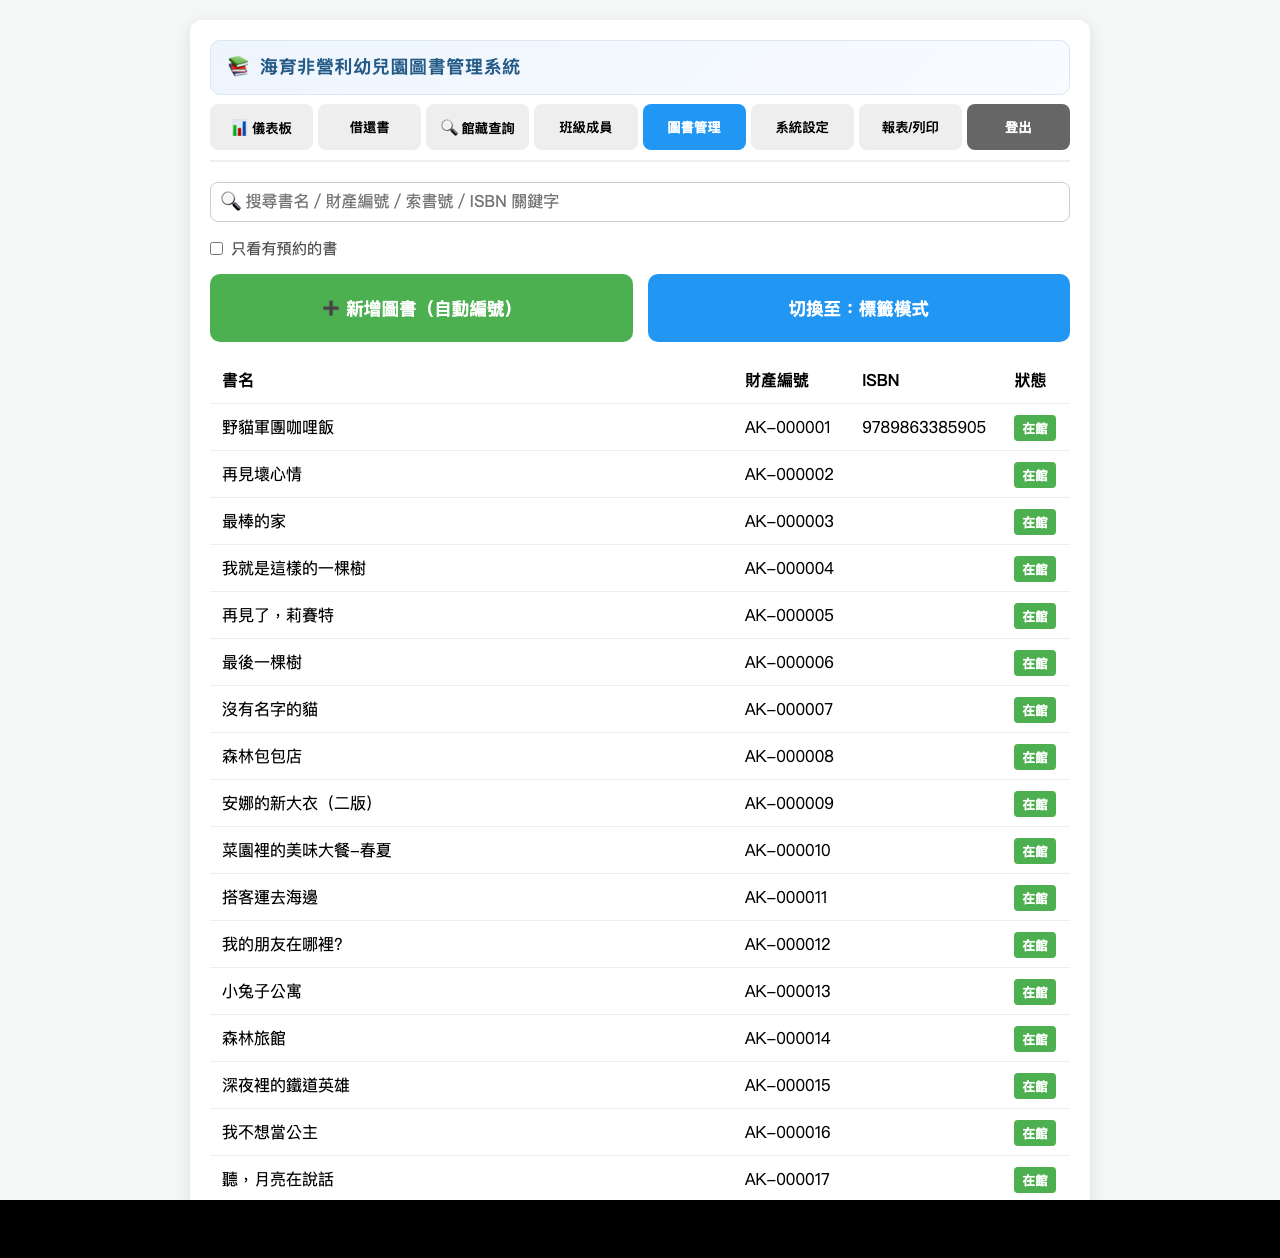 📚 海育非營利幼兒園圖書管理系統
📊 儀表板 借還書 🔍 館藏查詢 班級成員 圖書管理 系統設定 報表/列印 登出
🔍 搜尋書名 / 財產編號 / 索書號 / ISBN 關鍵字
只看有預約的書
➕ 新增圖書（自動編號） 切換至：標籤模式
書名 財產編號 ISBN 狀態
野貓軍團咖哩飯 AK-000001 9789863385905 在館
再見壞心情 AK-000002 在館
最棒的家 AK-000003 在館
我就是這樣的一棵樹 AK-000004 在館
再見了，莉賽特 AK-000005 在館
最後一棵樹 AK-000006 在館
沒有名字的貓 AK-000007 在館
森林包包店 AK-000008 在館
安娜的新大衣（二版） AK-000009 在館
菜園裡的美味大餐-春夏 AK-000010 在館
搭客運去海邊 AK-000011 在館
我的朋友在哪裡? AK-000012 在館
小兔子公寓 AK-000013 在館
森林旅館 AK-000014 在館
深夜裡的鐵道英雄 AK-000015 在館
我不想當公主 AK-000016 在館
聽，月亮在說話 AK-000017 在館